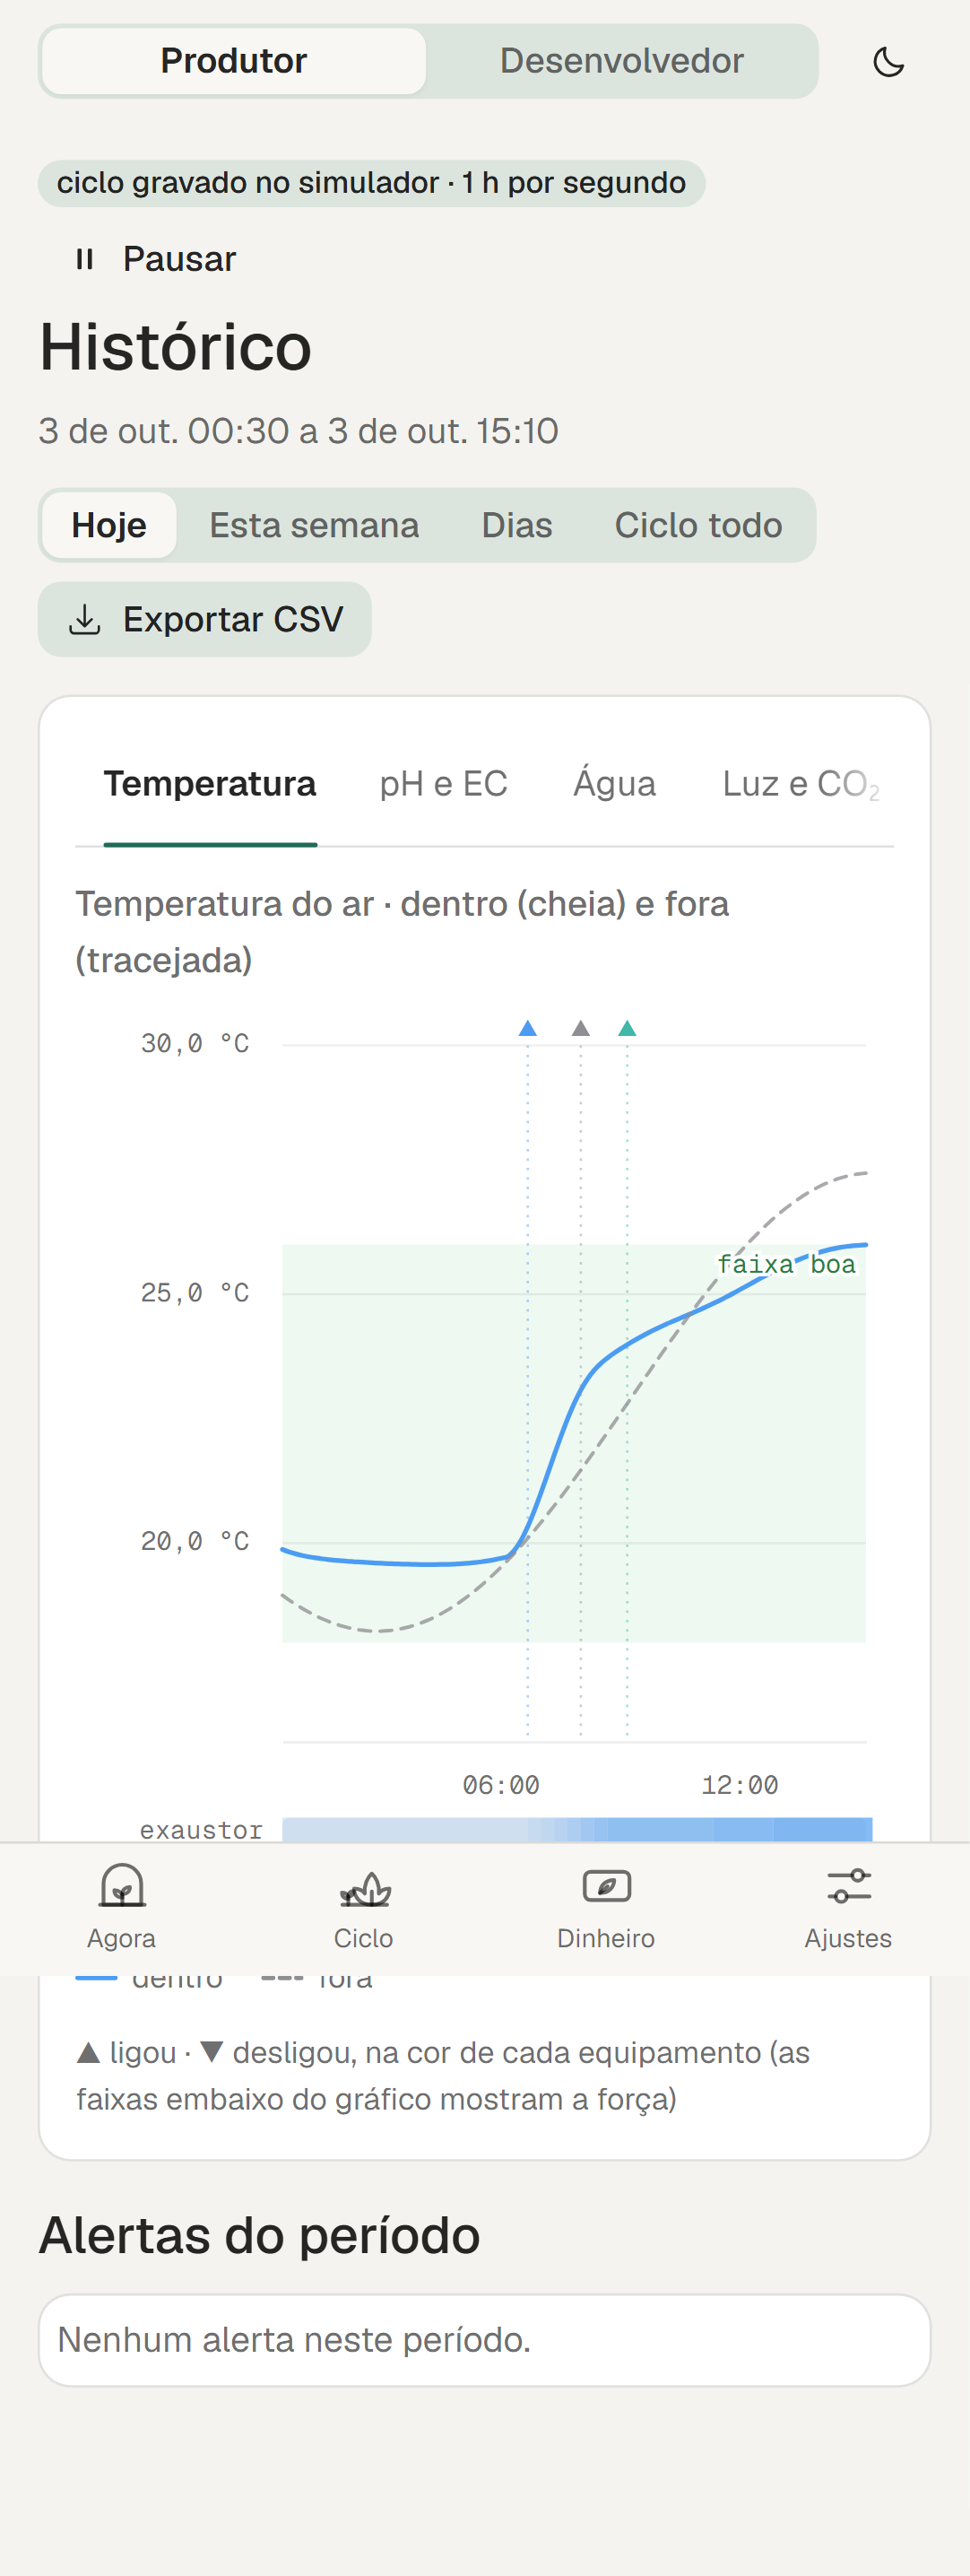 Produtor
Desenvolvedor
ciclo gravado no simulador · 1 h por segundo
Pausar
Histórico
3 de out. 00:30 a 3 de out. 15:10
Hoje
Esta semana
Dias
Ciclo todo
Exportar CSV
Temperatura
pH e EC
Água
Luz e CO₂
Temperatura do ar · dentro (cheia) e fora
(tracejada)
30,0 °C
faixa boa
25,0 °C
20,0 °C
06:00
12:00
exaustor
Agora
Ciclo
Dinheiro
Ajustes
dentro
fora
▲ ligou · ▼ desligou, na cor de cada equipamento (as
faixas embaixo do gráfico mostram a força)
Alertas do período
Nenhum alerta neste período.